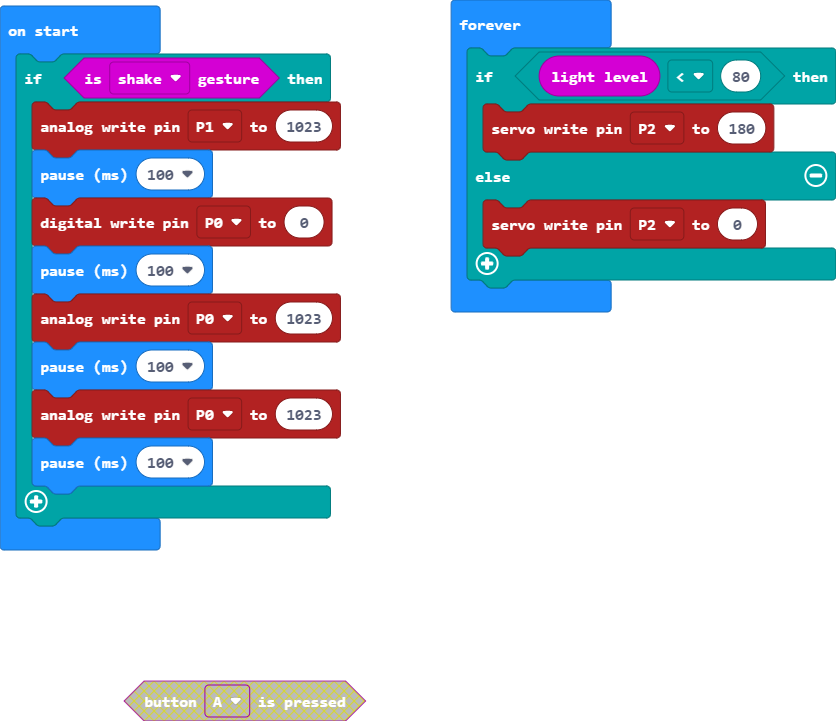 on start
if is shake gesture then
analog write pin P1 to 1023
pause (ms) 100
digital write pin P0 to 0
pause (ms) 100
analog write pin P0 to 1023
pause (ms) 100
analog write pin P0 to 1023
pause (ms) 100
forever
if light level < 80 then
servo write pin P2 to 180
else
servo write pin P2 to 0
button A is pressed